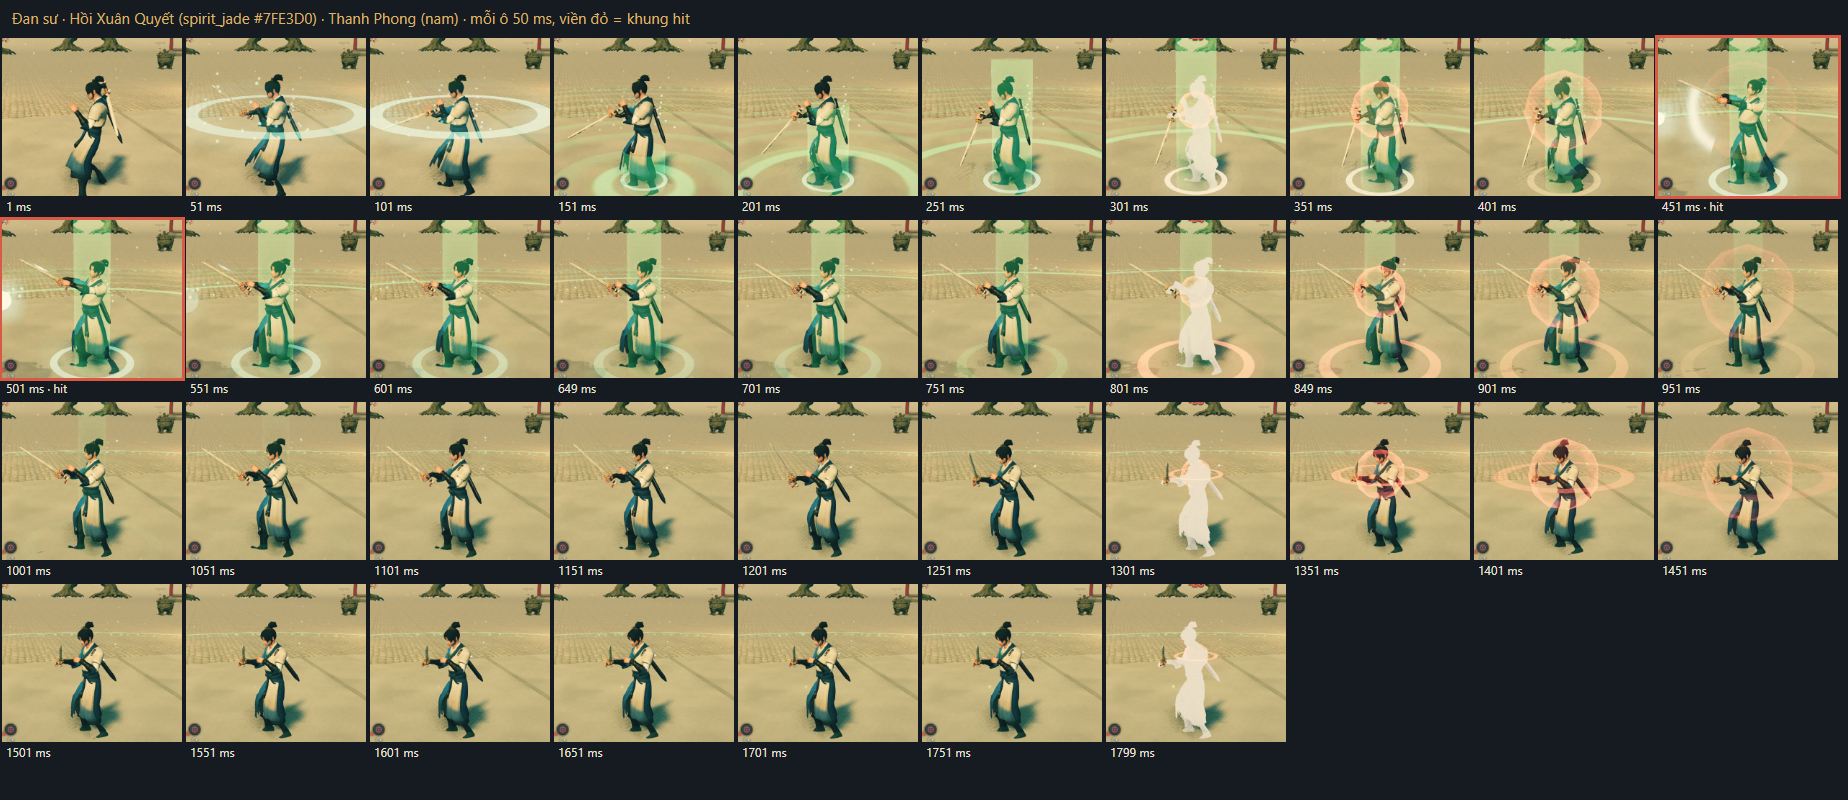 Đan sư · Hồi Xuân Quyết (spirit_jade #7FE3D0) · Thanh Phong (nam) · mỗi ô 50 ms, viền đỏ = khung hit
1 ms
51 ms
101 ms
151 ms
201 ms
251 ms
301 ms
351 ms
401 ms
451 ms · hit
501 ms · hit
551 ms
601 ms
649 ms
701 ms
751 ms
801 ms
849 ms
901 ms
951 ms
1001 ms
1051 ms
1101 ms
1151 ms
1201 ms
1251 ms
1301 ms
1351 ms
1401 ms
1451 ms
1501 ms
1551 ms
1601 ms
1651 ms
1701 ms
1751 ms
1799 ms